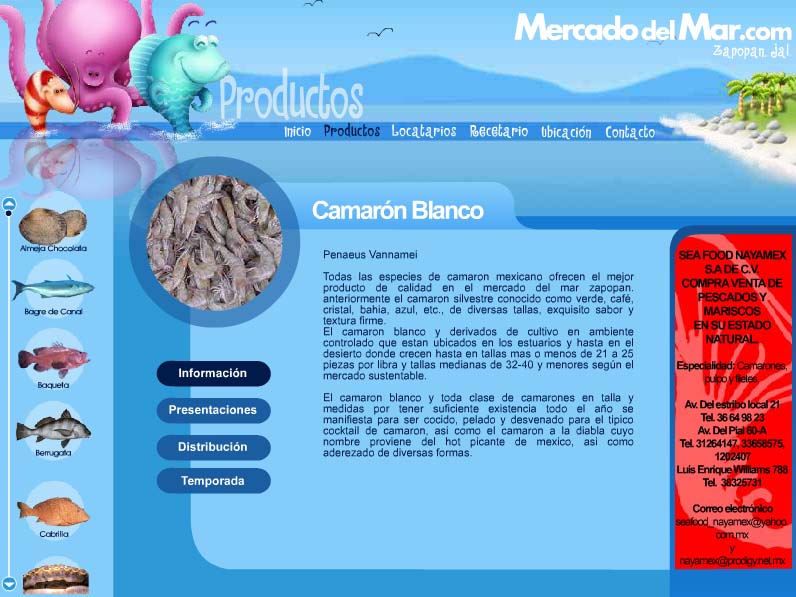 Mercado del Mar.com
Zapopan. Jal.
Productos
Inicio Productos Locatarios Recetario Ubicación Contacto
Almeja Chocolata
Bagre de Canal
Baqueta
Berrugata
Cabrilla
Camarón Blanco
Información
Presentaciones
Distribución
Temporada
Penaeus Vannamei
Todas las especies de camaron mexicano ofrecen el mejor
producto de calidad en el mercado del mar zapopan.
anteriormente el camaron silvestre conocido como verde, café,
cristal, bahia, azul, etc., de diversas tallas, exquisito sabor y
textura firme.
El camaron blanco y derivados de cultivo en ambiente
controlado que estan ubicados en los estuarios y hasta en el
desierto donde crecen hasta en tallas mas o menos de 21 a 25
piezas por libra y tallas medianas de 32-40 y menores según el
mercado sustentable.
El camaron blanco y toda clase de camarones en talla y
medidas por tener suficiente existencia todo el año se
manifiesta para ser cocido, pelado y desvenado para el tipico
cocktail de camaron, asi como el camaron a la diabla cuyo
nombre proviene del hot picante de mexico, asi como
aderezado de diversas formas.
SEA FOOD NAYAMEX
S.A DE C.V.
COMPRA VENTA DE
PESCADOS Y
MARISCOS
EN SU ESTADO
NATURAL.
Especialidad: Camarones,
pulpo y filetes.
Av. Del estribo local 21
Tel. 36 64 98 23
Av. Del Pial 60-A
Tel. 31264147, 33658575,
1202407
Luis Enrique Williams 788
Tel. 38325731
Correo electrónico
seafood_nayamex@yahoo.
com.mx
y
nayamex@prodigy.net.mx